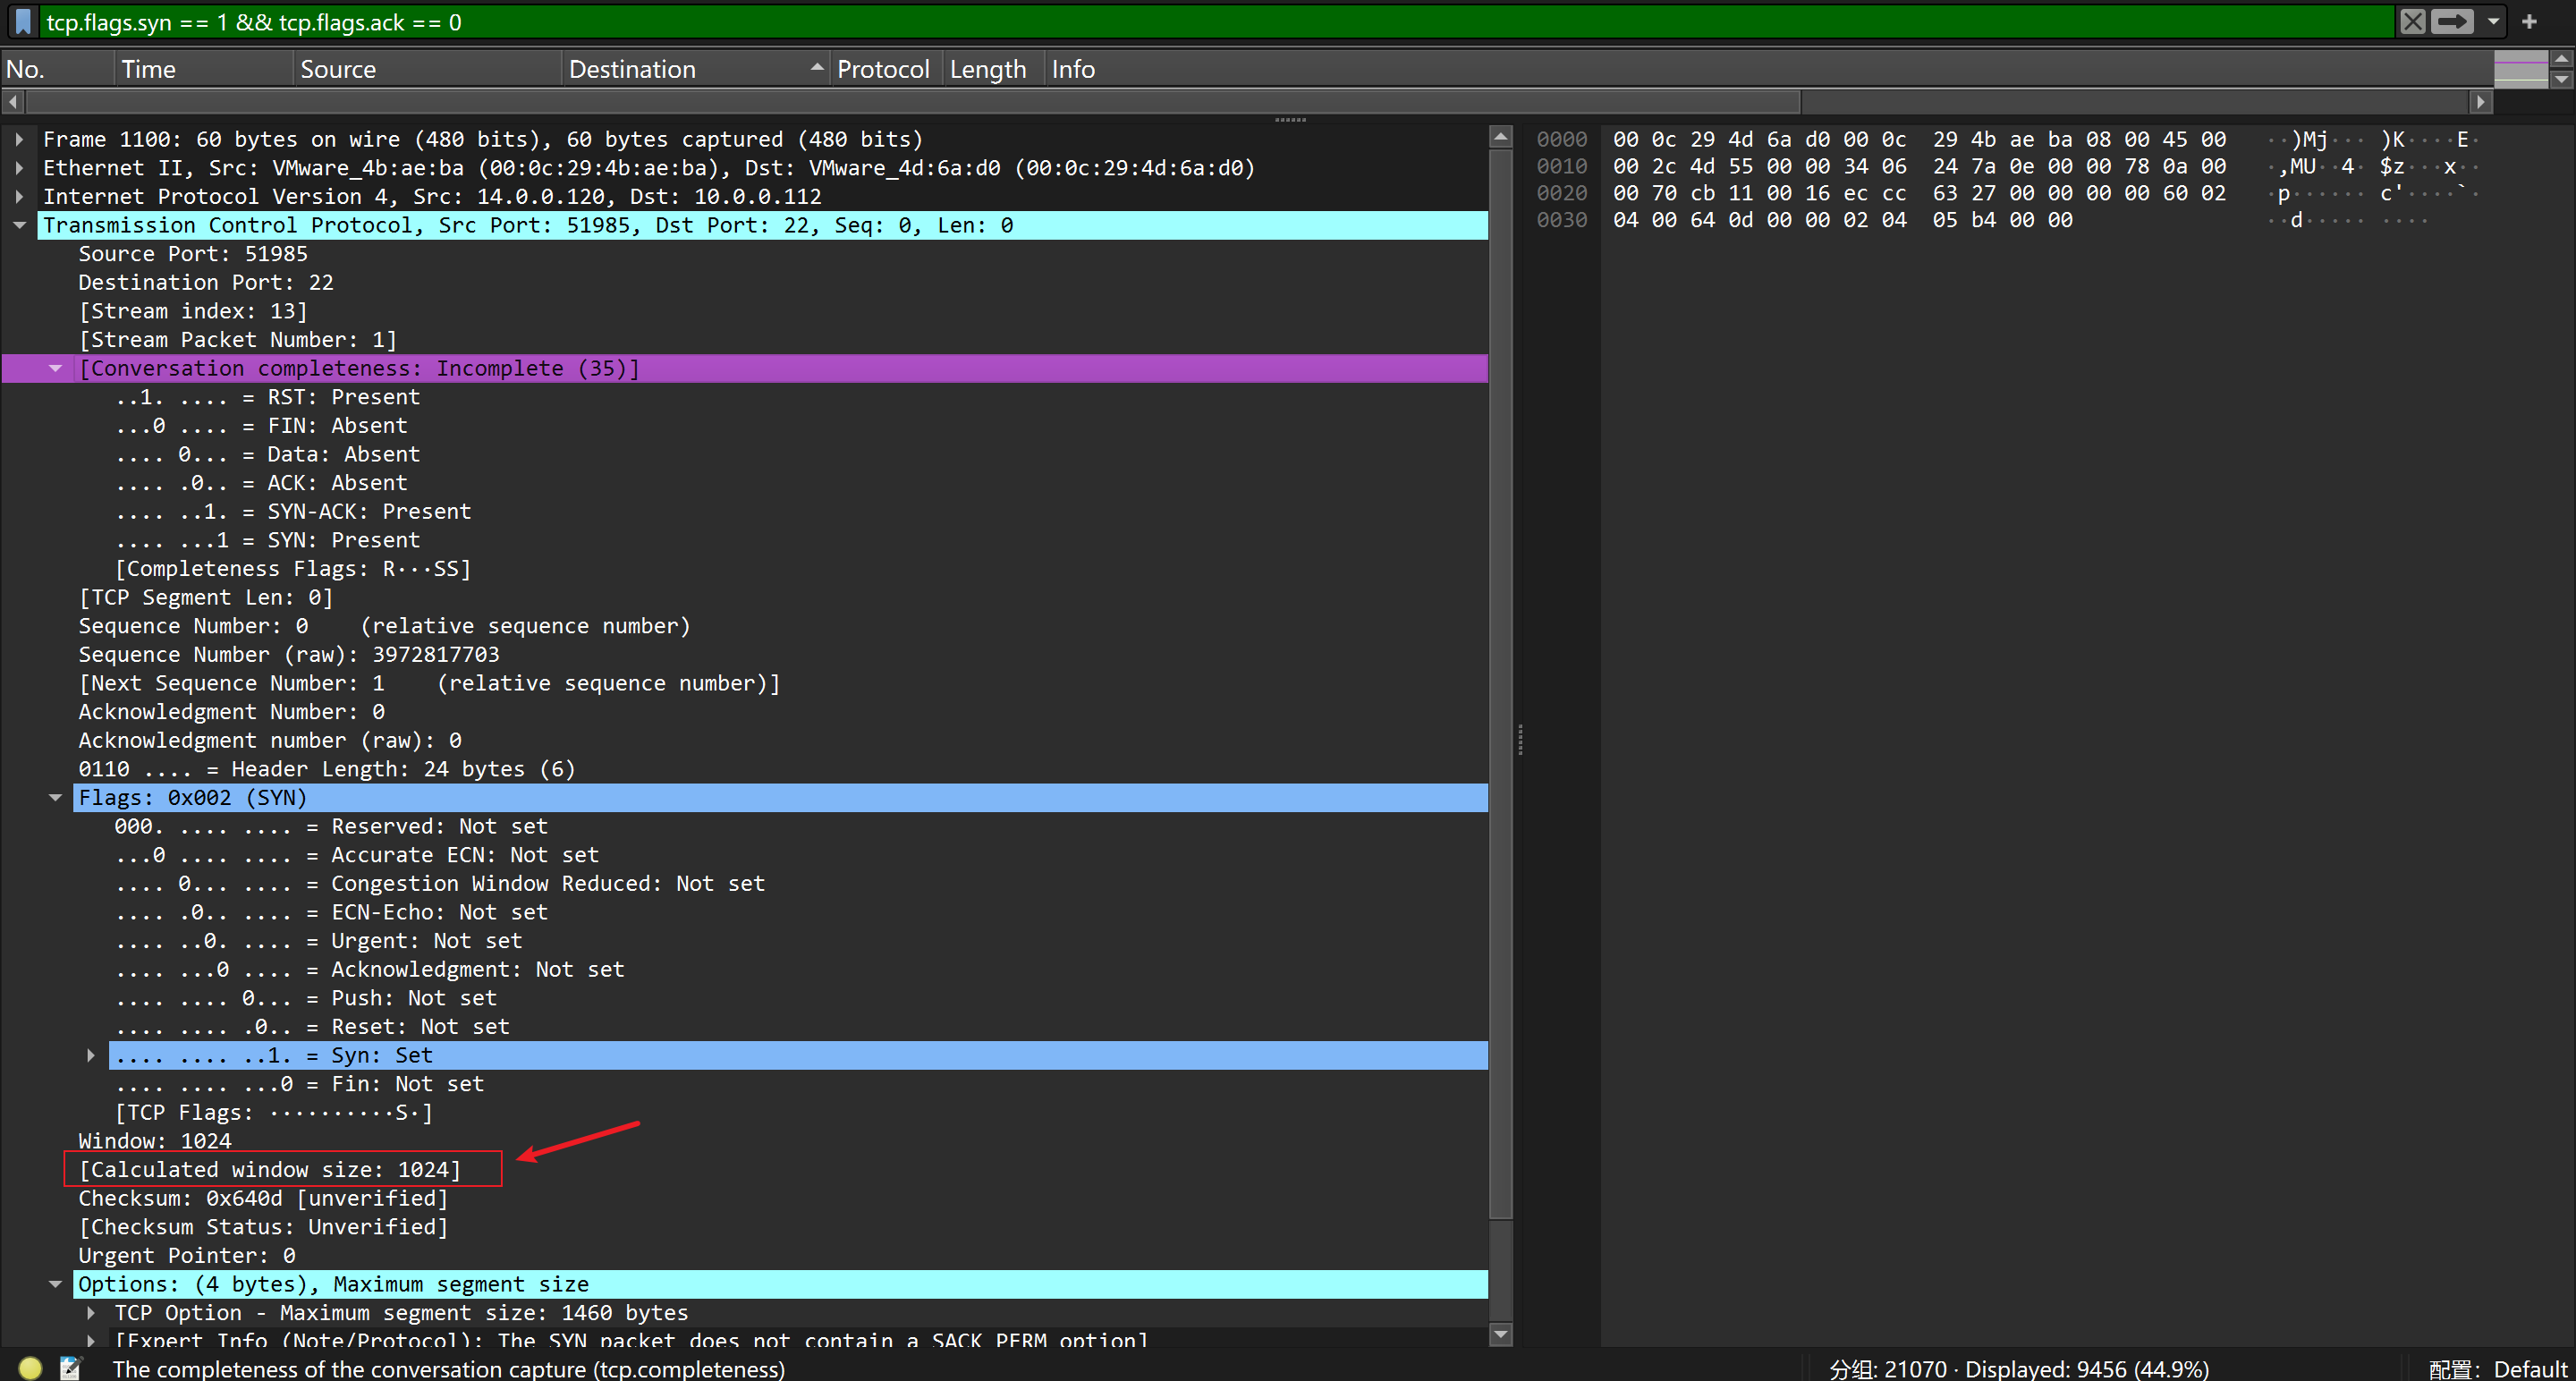 tcp.flags.syn == 1 && tcp.flags.ack == 0
No. Time Source Destination Protocol Length Info
Frame 1100: 60 bytes on wire (480 bits), 60 bytes captured (480 bits)
Ethernet II, Src: VMware_4b:ae:ba (00:0c:29:4b:ae:ba), Dst: VMware_4d:6a:d0 (00:0c:29:4d:6a:d0)
Internet Protocol Version 4, Src: 14.0.0.120, Dst: 10.0.0.112
Transmission Control Protocol, Src Port: 51985, Dst Port: 22, Seq: 0, Len: 0
Source Port: 51985
Destination Port: 22
[Stream index: 13]
[Stream Packet Number: 1]
[Conversation completeness: Incomplete (35)]
..1. .... = RST: Present
...0 .... = FIN: Absent
.... 0... = Data: Absent
.... .0.. = ACK: Absent
.... ..1. = SYN-ACK: Present
.... ...1 = SYN: Present
[Completeness Flags: R···SS]
[TCP Segment Len: 0]
Sequence Number: 0    (relative sequence number)
Sequence Number (raw): 3972817703
[Next Sequence Number: 1    (relative sequence number)]
Acknowledgment Number: 0
Acknowledgment number (raw): 0
0110 .... = Header Length: 24 bytes (6)
Flags: 0x002 (SYN)
000. .... .... = Reserved: Not set
...0 .... .... = Accurate ECN: Not set
.... 0... .... = Congestion Window Reduced: Not set
.... .0.. .... = ECN-Echo: Not set
.... ..0. .... = Urgent: Not set
.... ...0 .... = Acknowledgment: Not set
.... .... 0... = Push: Not set
.... .... .0.. = Reset: Not set
.... .... ..1. = Syn: Set
.... .... ...0 = Fin: Not set
[TCP Flags: ··········S·]
Window: 1024
[Calculated window size: 1024]
Checksum: 0x640d [unverified]
[Checksum Status: Unverified]
Urgent Pointer: 0
Options: (4 bytes), Maximum segment size
TCP Option - Maximum segment size: 1460 bytes
[Expert Info (Note/Protocol): The SYN packet does not contain a SACK PERM option]
0000 00 0c 29 4d 6a d0 00 0c 29 4b ae ba 08 00 45 00 ··)Mj··· )K····E·
0010 00 2c 4d 55 00 00 34 06 24 7a 0e 00 00 78 0a 00 ·,MU··4· $z···x··
0020 00 70 cb 11 00 16 ec cc 63 27 00 00 00 00 60 02 ·p······ c'····`·
0030 04 00 64 0d 00 00 02 04 05 b4 00 00 ··d····· ····
The completeness of the conversation capture (tcp.completeness)
分组: 21070 · Displayed: 9456 (44.9%)
配置: Default